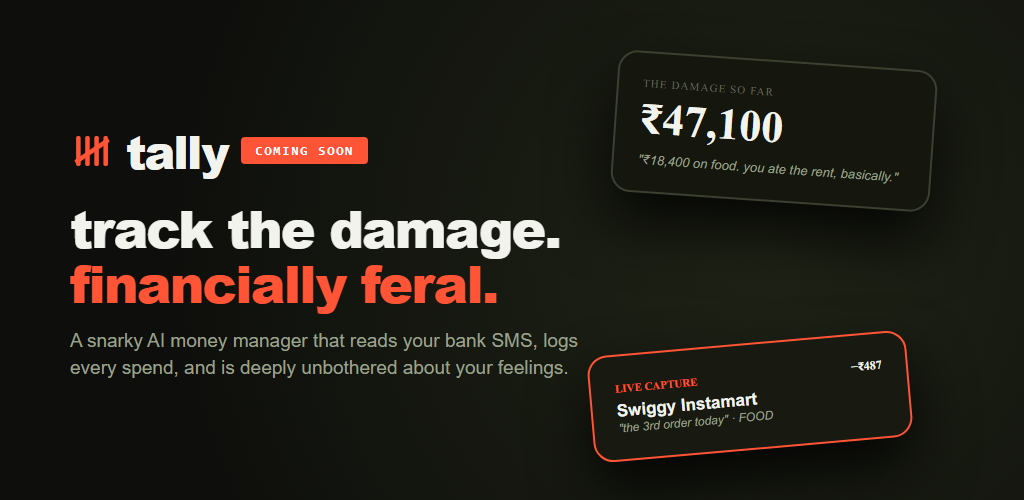 tally
COMING SOON
track the damage.
financially feral.
A snarky AI money manager that reads your bank SMS, logs
every spend, and is deeply unbothered about your feelings.
THE DAMAGE SO FAR
₹47,100
"₹18,400 on food. you ate the rent, basically."
LIVE CAPTURE
−₹487
Swiggy Instamart
"the 3rd order today" · FOOD